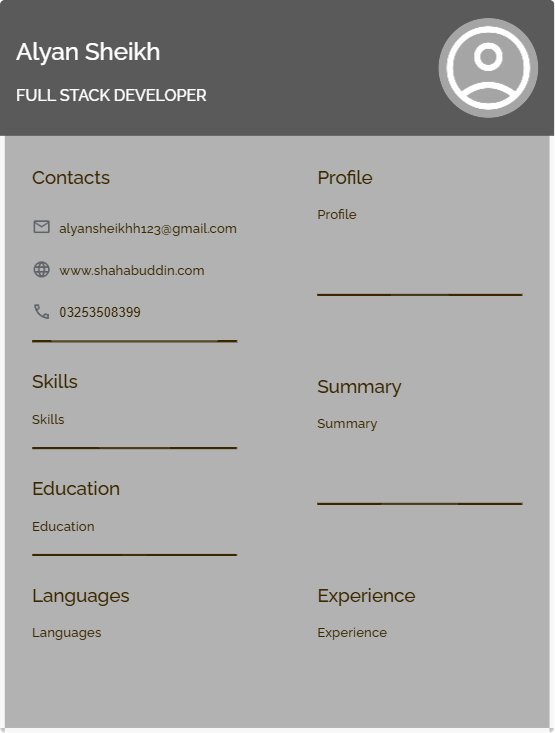 Alyan Sheikh
FULL STACK DEVELOPER
Contacts
alyansheikhh123@gmail.com
www.shahabuddin.com
03253508399
Skills
Skills
Education
Education
Languages
Languages
Profile
Profile
Summary
Summary
Experience
Experience